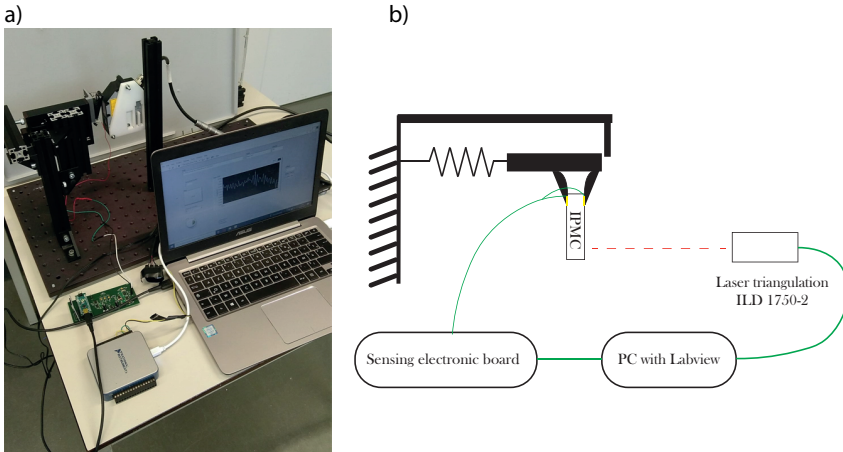 a)
b)
ASUS
IPMC
Laser triangulation
ILD 1750-2
Sensing electronic board
PC with Labview